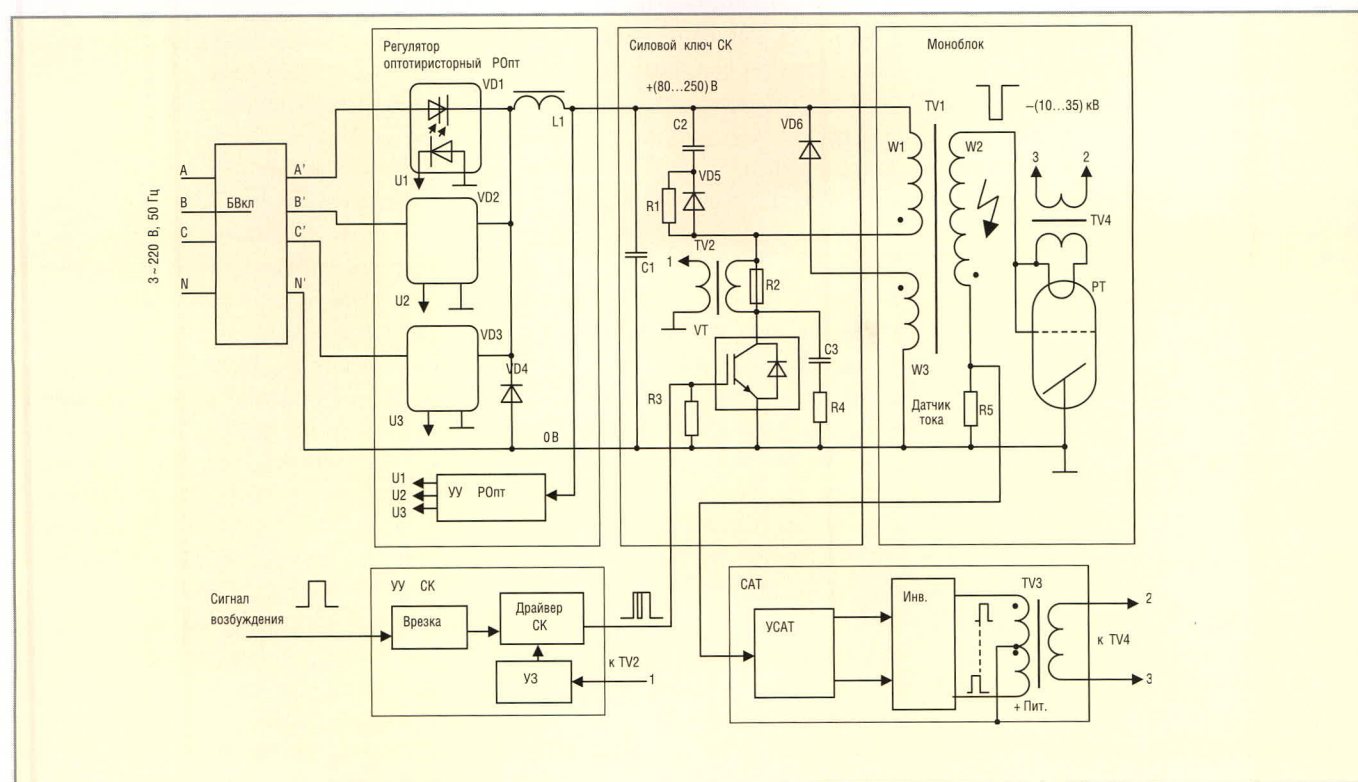 Регулятор
оптотиристорный РОпт
VD1
L1
3 ~ 220 В, 50 Гц
A
B
C
N
БВкл
A'
B'
C'
N'
U1
VD2
U2
VD3
U3
VD4
0 В
U1
U2
U3
УУ РОпт
Силовой ключ СК
+(80...250) В
C2
VD6
R1
VD5
TV2
1
C1
R2
VT
C3
R3
R4
Моноблок
TV1
–(10...35) кВ
W1
W2
3
2
TV4
РТ
W3
Датчик
тока
R5
УУ СК
Сигнал
возбуждения
Врезка
Драйвер
СК
УЗ
к TV2
1
САТ
УСАТ
Инв.
TV3
2
к TV4
3
+ Пит.